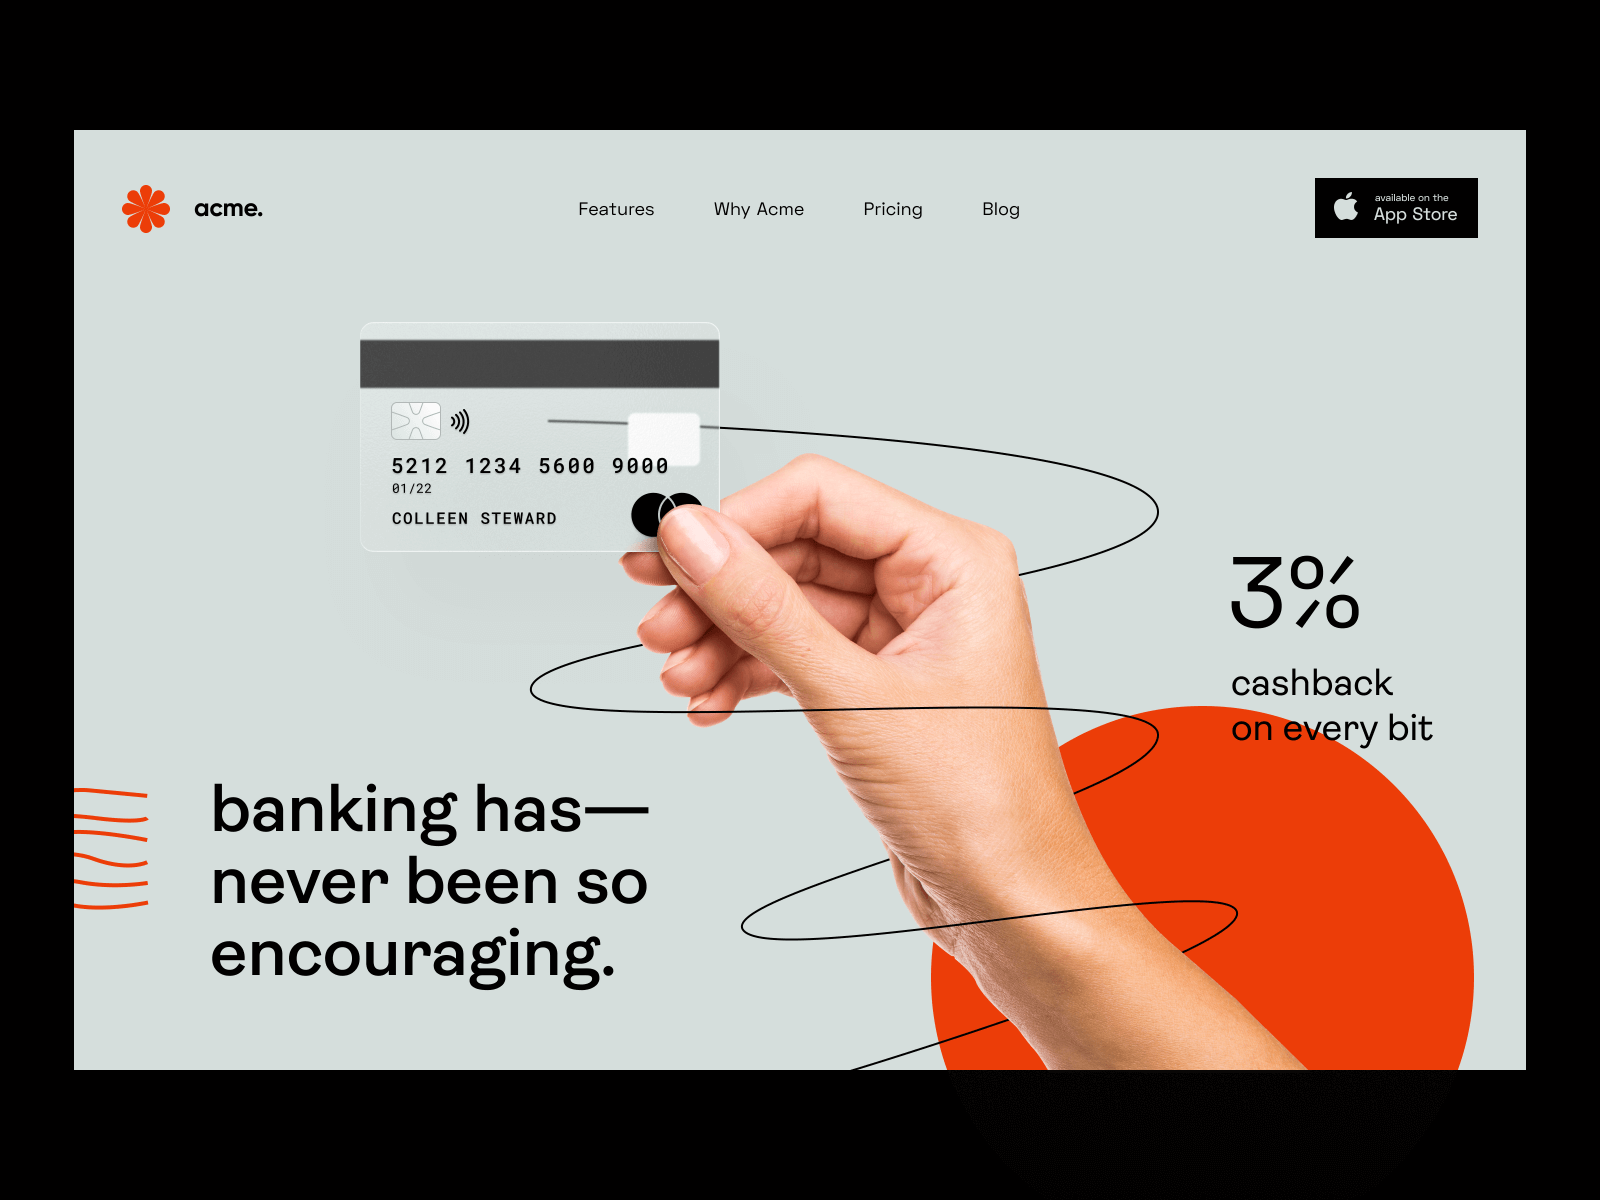 acme.
Features
Why Acme
Pricing
Blog
available on the
App Store
5212 1234 5600 9000
01/22
COLLEEN STEWARD
3%
cashback
on every bit
banking has—
never been so
encouraging.